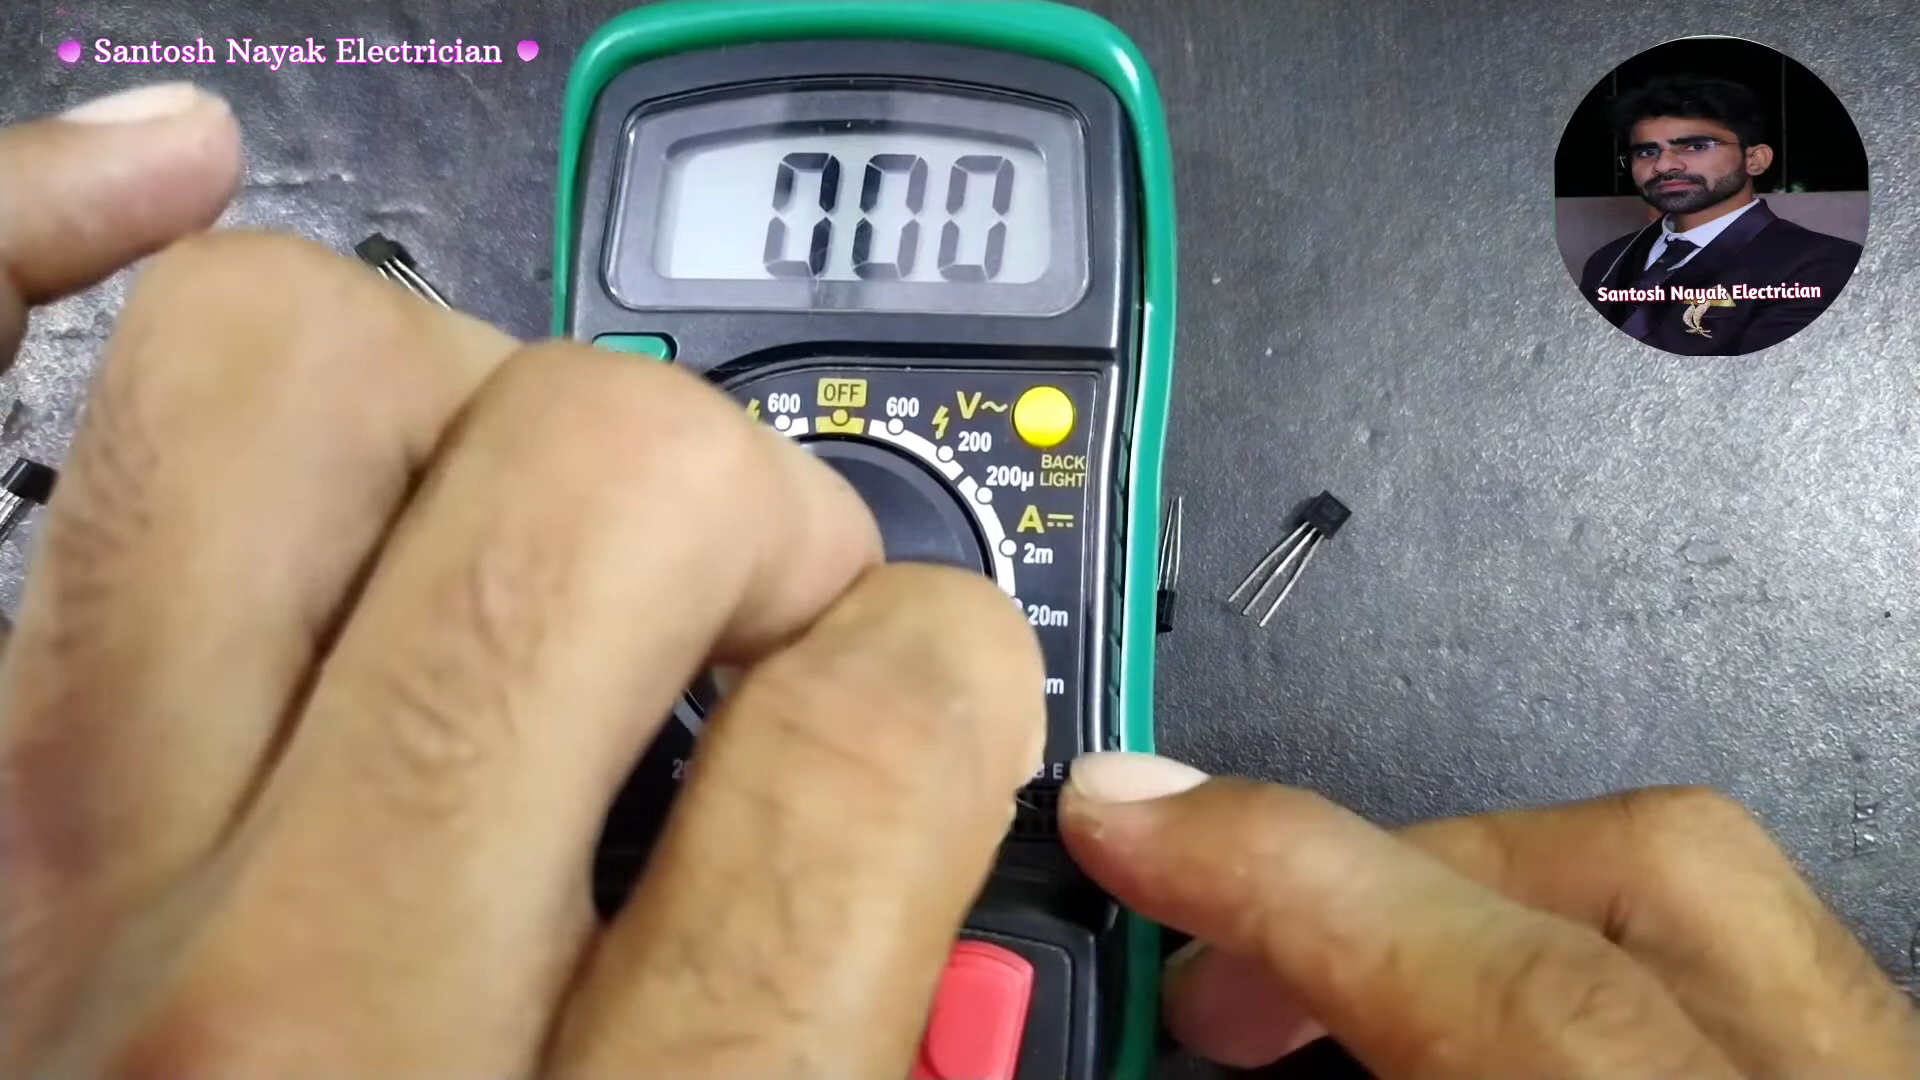 Santosh Nayak Electrician
000
Santosh Nayak Electrician
OFF
600
600
V~
200
200µ
BACK
LIGHT
A
2m
20m
E